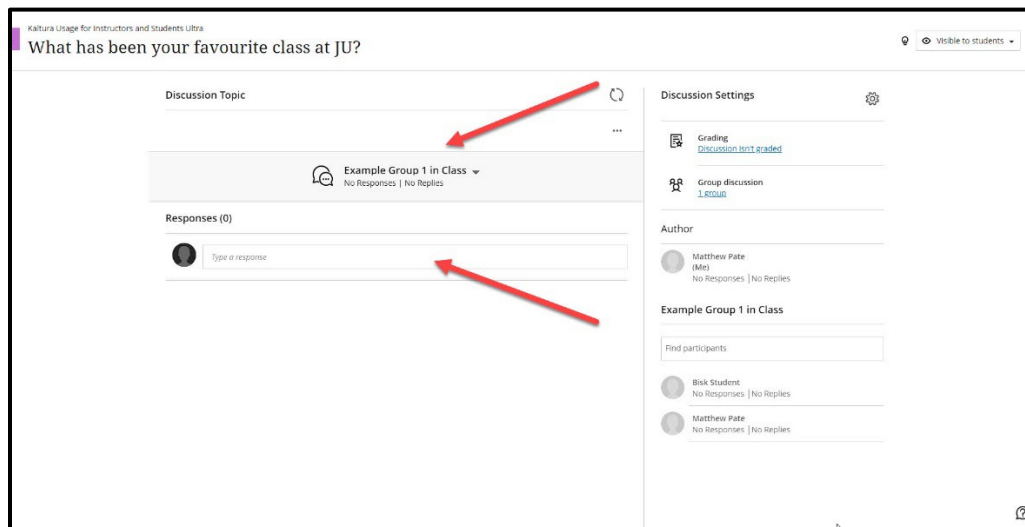 Kaltura Usage for Instructors and Students Ultra
What has been your favourite class at JU?
Visible to students
Discussion Topic
Example Group 1 in Class
No Responses | No Replies
Responses (0)
Type a response
Discussion Settings
Grading
Discussion isn't graded
Group discussion
1 group
Author
Matthew Pate
(Me)
No Responses | No Replies
Example Group 1 in Class
Find participants
Bisk Student
No Responses | No Replies
Matthew Pate
No Responses | No Replies